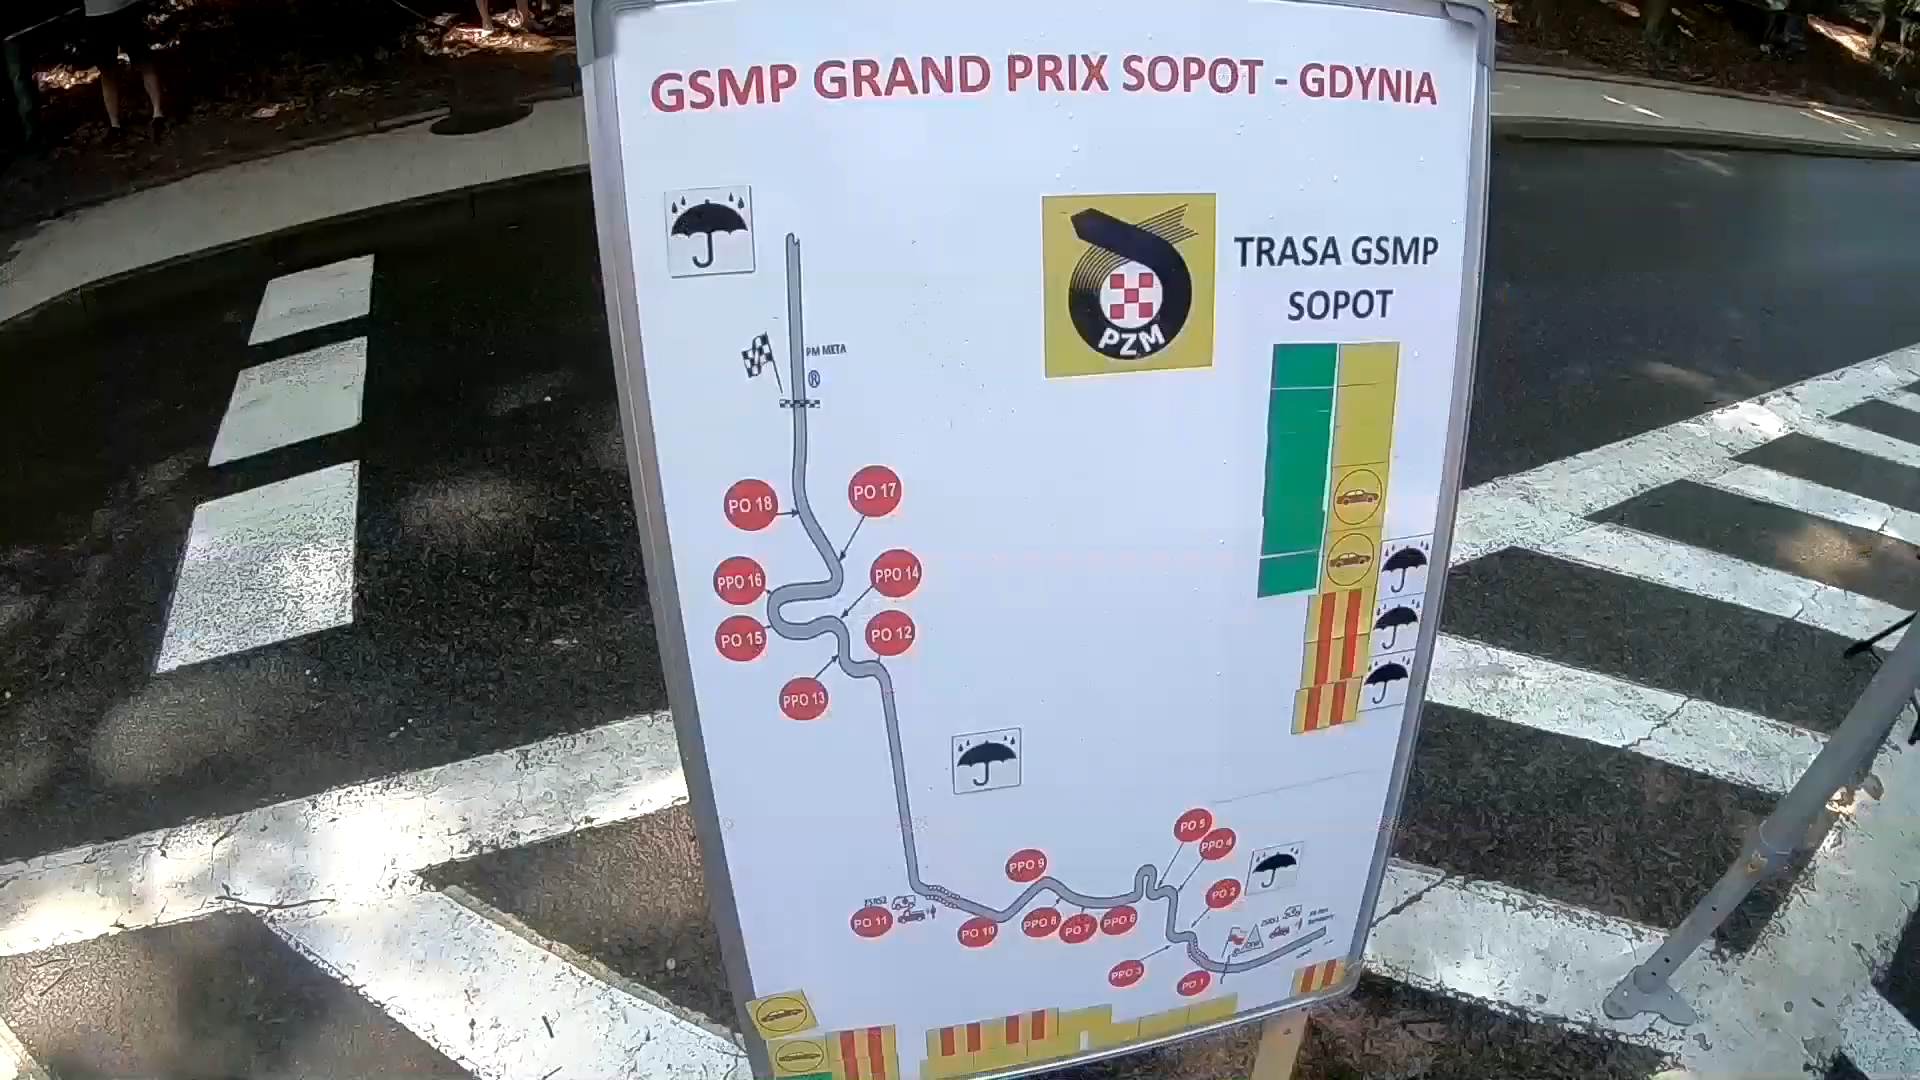 GSMP GRAND PRIX SOPOT - GDYNIA
TRASA GSMP
SOPOT
PZM
PM META
®
PO 18
PO 17
PPO 16
PPO 14
PO 15
PO 12
PPO 13
PO 5
PPO 4
PPO 9
PO 2
PO 11
PO 10
PPO 8
PO 7
PPO 6
PPO 3
PO 1